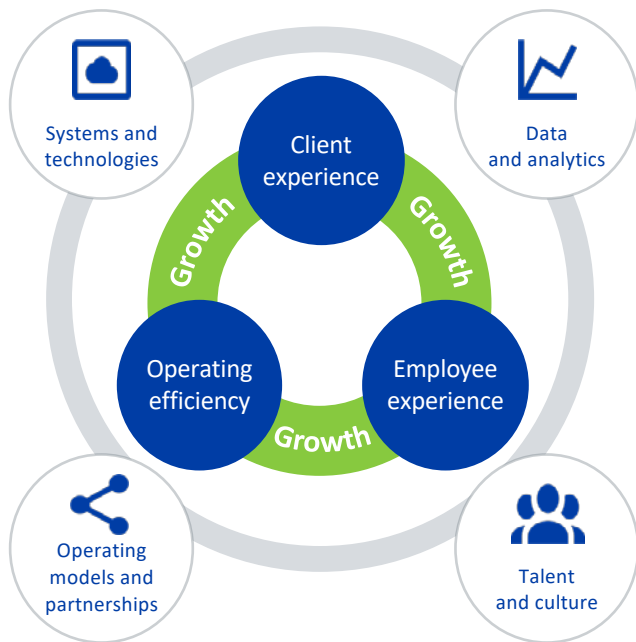 Systems and
technologies
Data
and analytics
Client
experience
Growth
Growth
Operating
efficiency
Employee
experience
Growth
Operating
models and
partnerships
Talent
and culture